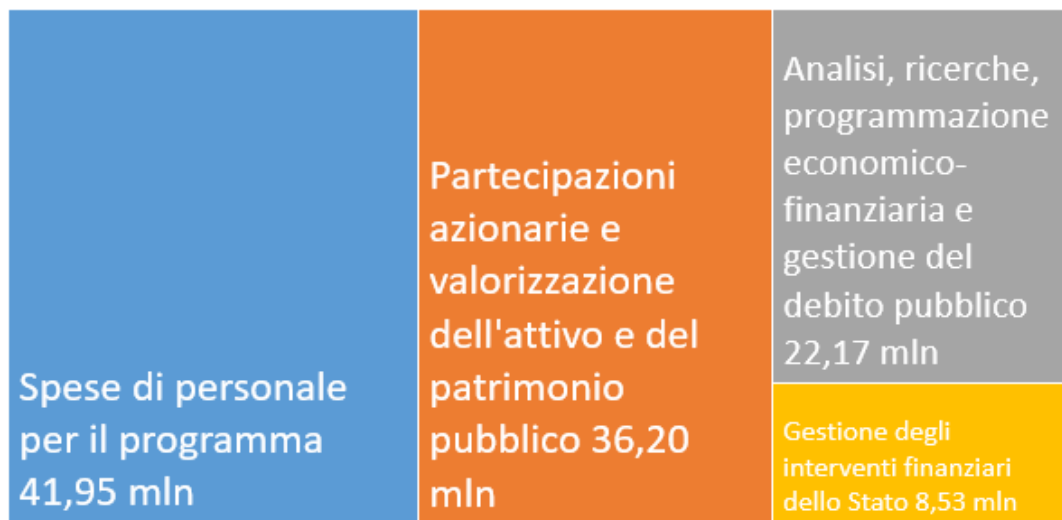 Spese di personale
per il programma
41,95 mln
Partecipazioni
azionarie e
valorizzazione
dell'attivo e del
patrimonio
pubblico 36,20
mln
Analisi, ricerche,
programmazione
economico-
finanziaria e
gestione del
debito pubblico
22,17 mln
Gestione degli
interventi finanziari
dello Stato 8,53 mln